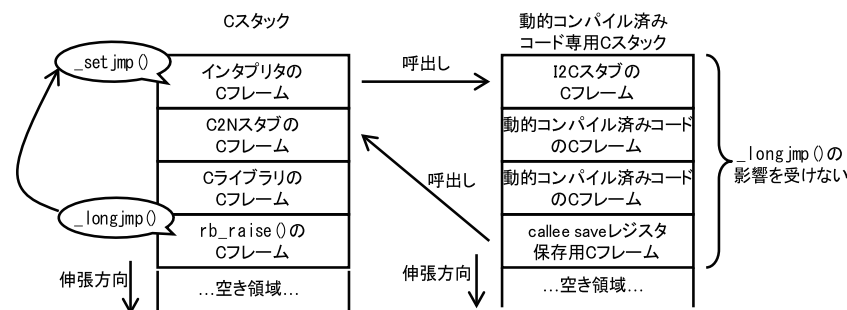 Cスタック
動的コンパイル済み
コード専用Cスタック
_setjmp()
インタプリタの
Cフレーム
呼出し
I2Cスタブの
Cフレーム
C2Nスタブの
Cフレーム
動的コンパイル済みコード
のCフレーム
Cライブラリの
Cフレーム
呼出し
動的コンパイル済みコード
のCフレーム
_longjmp()の
影響を受けない
_longjmp()
rb_raise()の
Cフレーム
callee saveレジスタ
保存用Cフレーム
伸張方向
...空き領域...
伸張方向
...空き領域...